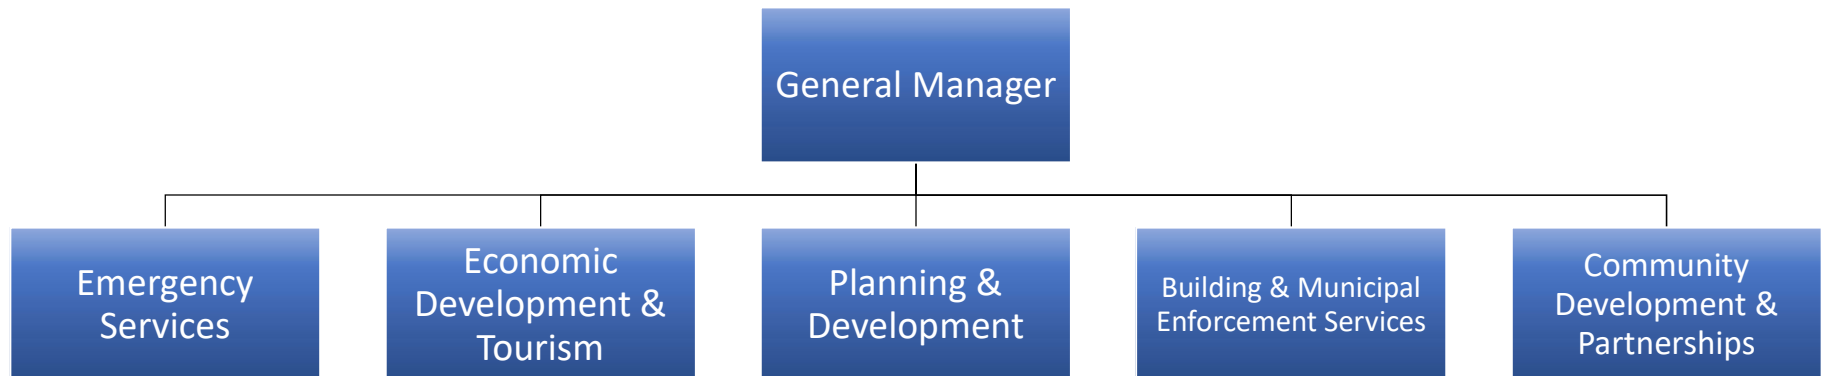 General Manager
Emergency
Services
Economic
Development &
Tourism
Planning &
Development
Building & Municipal
Enforcement Services
Community
Development &
Partnerships